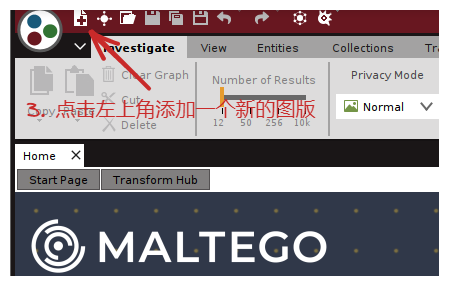 Investigate View Entities Collections
Clear Graph
Number of Results
Privacy Mode
Copy Paste
Cut
Normal
3. 点击左上角添加一个新的图版
Delete
12 50 256 10k
Home
Start Page Transform Hub
MALTEGO